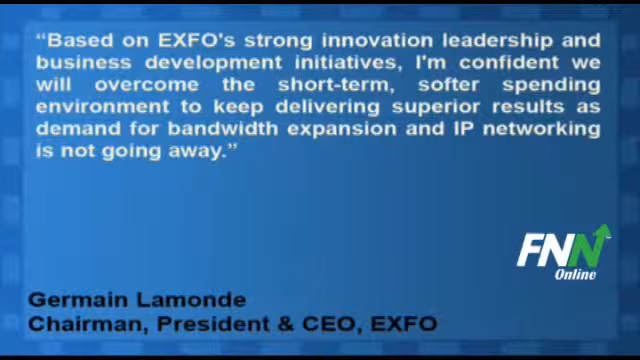 “Based on EXFO's strong innovation leadership and
business development initiatives, I'm confident we
will overcome the short-term, softer spending
environment to keep delivering superior results as
demand for bandwidth expansion and IP networking
is not going away.”
FNN
Online
Germain Lamonde
Chairman, President & CEO, EXFO